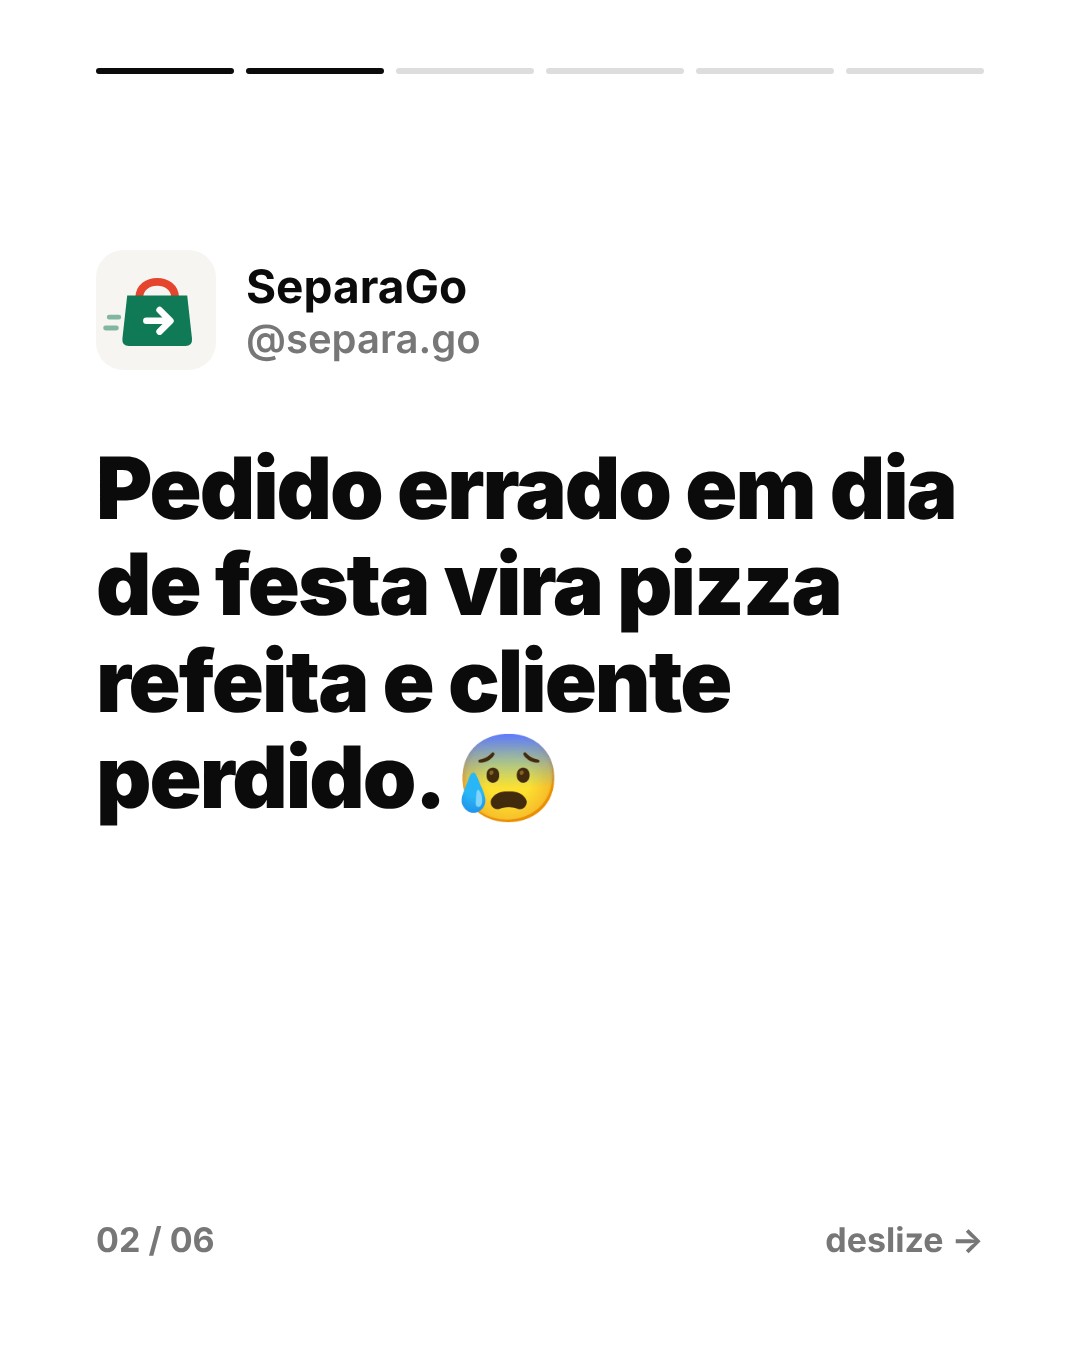 SeparaGo
@separa.go
Pedido errado em dia
de festa vira pizza
refeita e cliente
perdido. 😰
02 / 06
deslize →